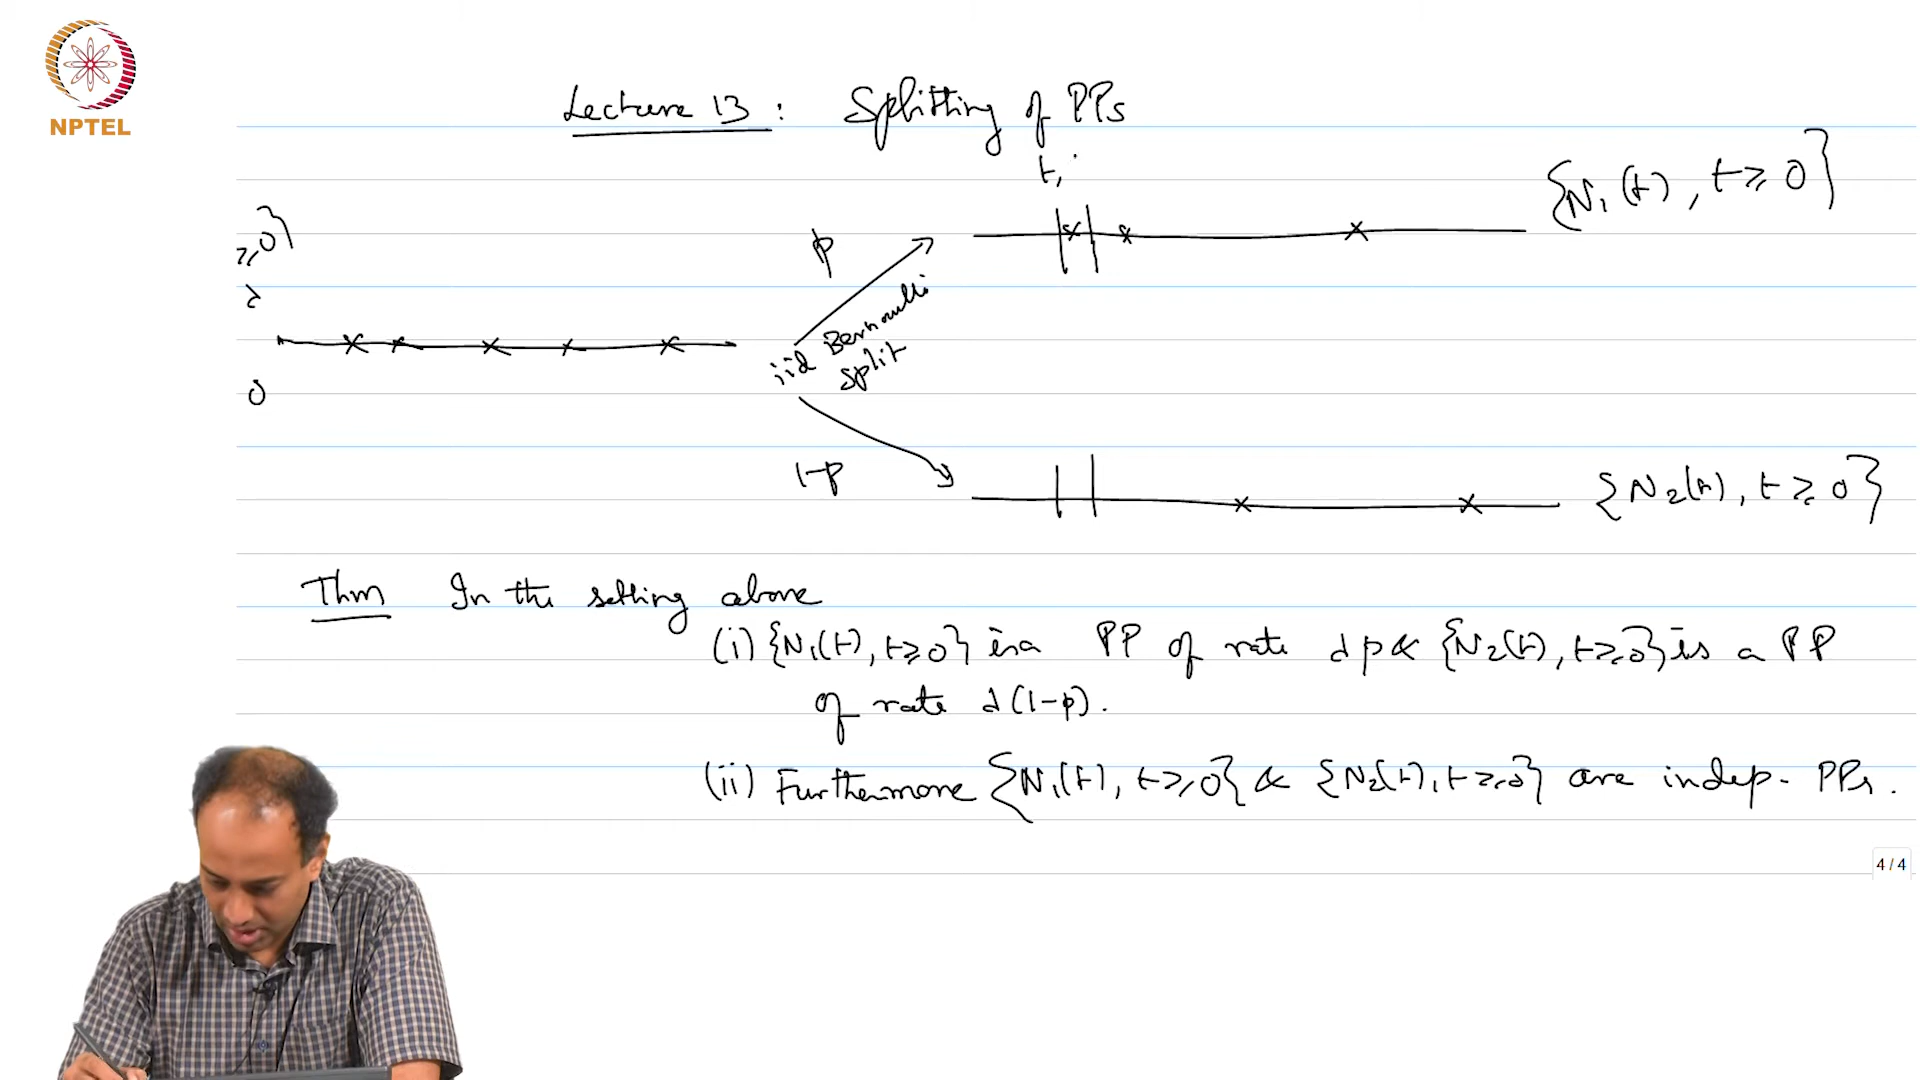 NPTEL
Lecture 13 : Splitting of PPs
t,
{N₁(t), t ≥ 0}
≥, 0}
λ
p
iid Bernoulli
split
0
1-p
{N₂(t), t ≥ 0}
Thm In the setting above
(i) {N₁(t), t ≥ 0} is a PP of rate λp & {N₂(t), t ≥ 0} is a PP
of rate λ(1-p).
(ii) Furthermore {N₁(t), t ≥ 0} & {N₂(t), t ≥ 0} are indep. PPs.
4 / 4